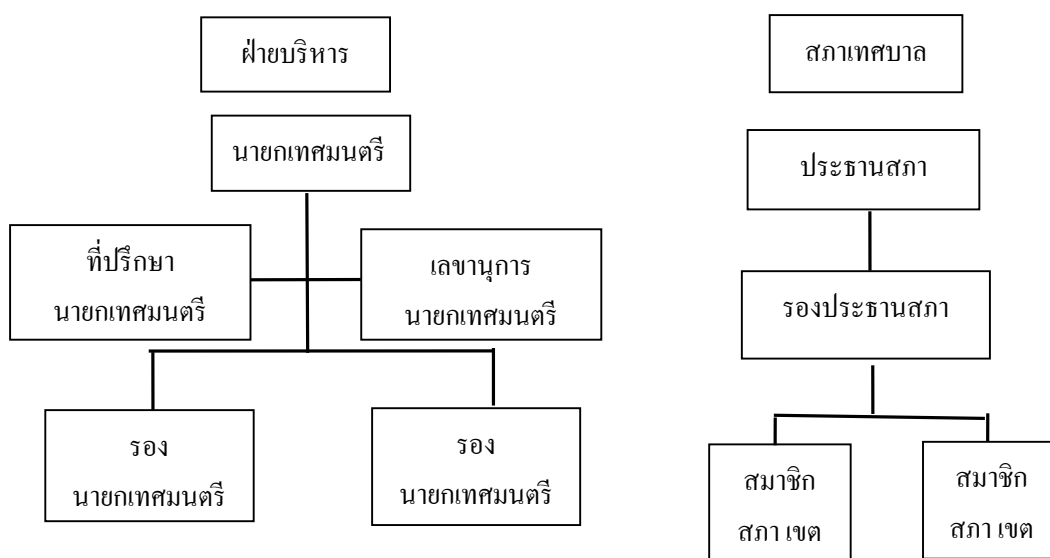 ฝ่ายบริหาร
สภาเทศบาล
นายกเทศมนตรี
ประธานสภา
ที่ปรึกษา
นายกเทศมนตรี
เลขานุการ
นายกเทศมนตรี
รองประธานสภา
รอง
นายกเทศมนตรี
รอง
นายกเทศมนตรี
สมาชิก
สภา เขต
สมาชิก
สภา เขต